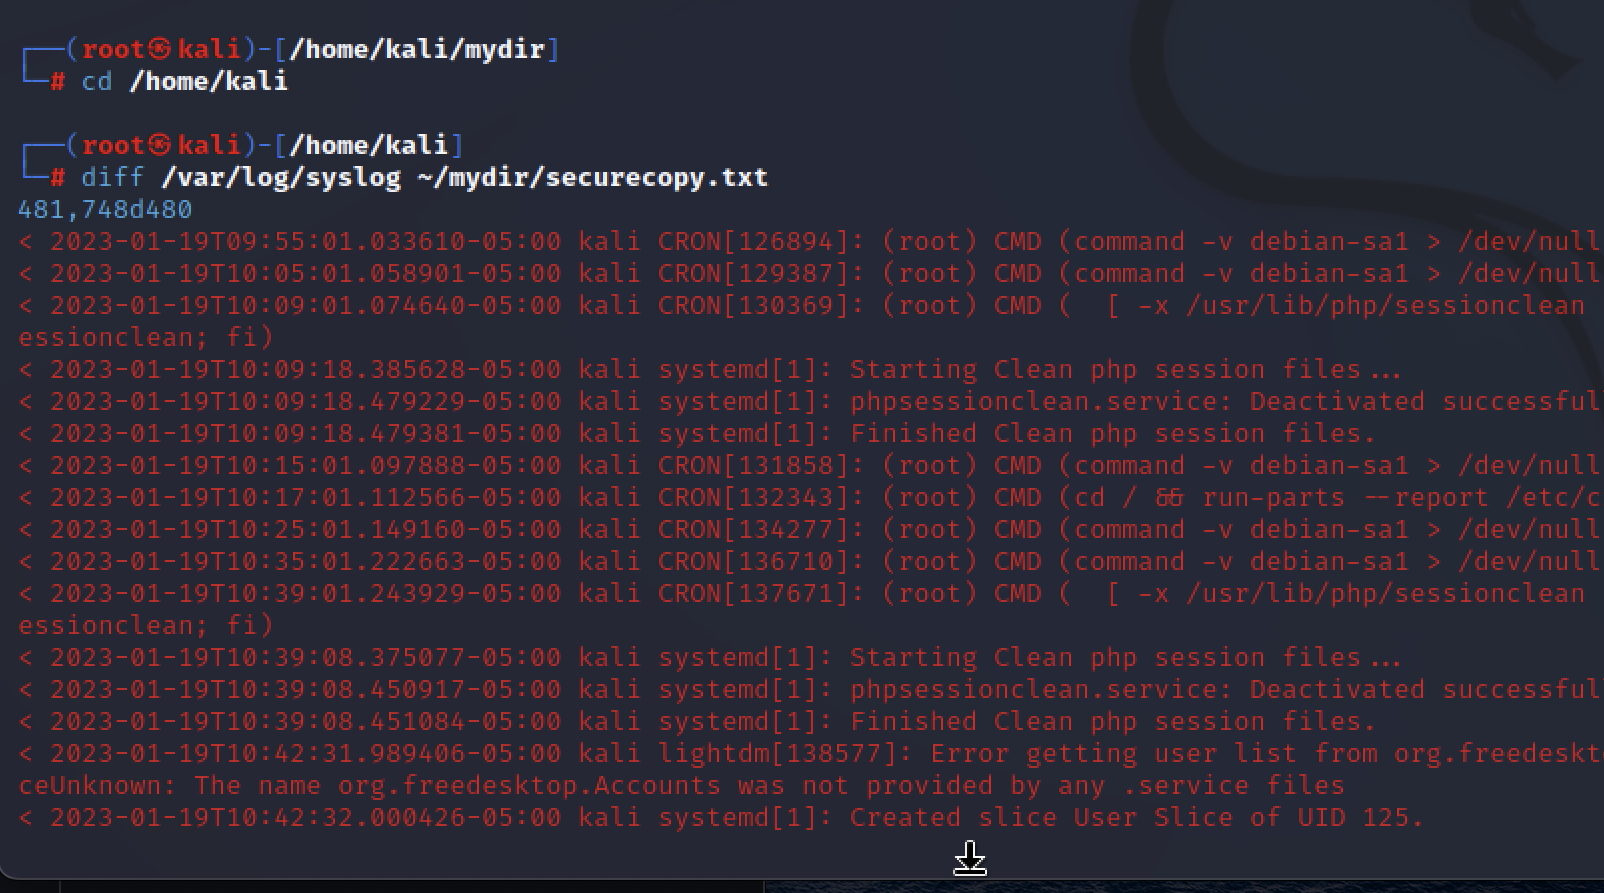 ┌──(root㉿kali)-[/home/kali/mydir]
└─# cd /home/kali
┌──(root㉿kali)-[/home/kali]
└─# diff /var/log/syslog ~/mydir/securecopy.txt
481,748d480
< 2023-01-19T09:55:01.033610-05:00 kali CRON[126894]: (root) CMD (command -v debian-sa1 > /dev/null
< 2023-01-19T10:05:01.058901-05:00 kali CRON[129387]: (root) CMD (command -v debian-sa1 > /dev/null
< 2023-01-19T10:09:01.074640-05:00 kali CRON[130369]: (root) CMD (  [ -x /usr/lib/php/sessionclean
essionclean; fi)
< 2023-01-19T10:09:18.385628-05:00 kali systemd[1]: Starting Clean php session files...
< 2023-01-19T10:09:18.479229-05:00 kali systemd[1]: phpsessionclean.service: Deactivated successful
< 2023-01-19T10:09:18.479381-05:00 kali systemd[1]: Finished Clean php session files.
< 2023-01-19T10:15:01.097888-05:00 kali CRON[131858]: (root) CMD (command -v debian-sa1 > /dev/null
< 2023-01-19T10:17:01.112566-05:00 kali CRON[132343]: (root) CMD (cd / && run-parts --report /etc/c
< 2023-01-19T10:25:01.149160-05:00 kali CRON[134277]: (root) CMD (command -v debian-sa1 > /dev/null
< 2023-01-19T10:35:01.222663-05:00 kali CRON[136710]: (root) CMD (command -v debian-sa1 > /dev/null
< 2023-01-19T10:39:01.243929-05:00 kali CRON[137671]: (root) CMD (  [ -x /usr/lib/php/sessionclean
essionclean; fi)
< 2023-01-19T10:39:08.375077-05:00 kali systemd[1]: Starting Clean php session files...
< 2023-01-19T10:39:08.450917-05:00 kali systemd[1]: phpsessionclean.service: Deactivated successful
< 2023-01-19T10:39:08.451084-05:00 kali systemd[1]: Finished Clean php session files.
< 2023-01-19T10:42:31.989406-05:00 kali lightdm[138577]: Error getting user list from org.freedeskt
ceUnknown: The name org.freedesktop.Accounts was not provided by any .service files
< 2023-01-19T10:42:32.000426-05:00 kali systemd[1]: Created slice User Slice of UID 125.